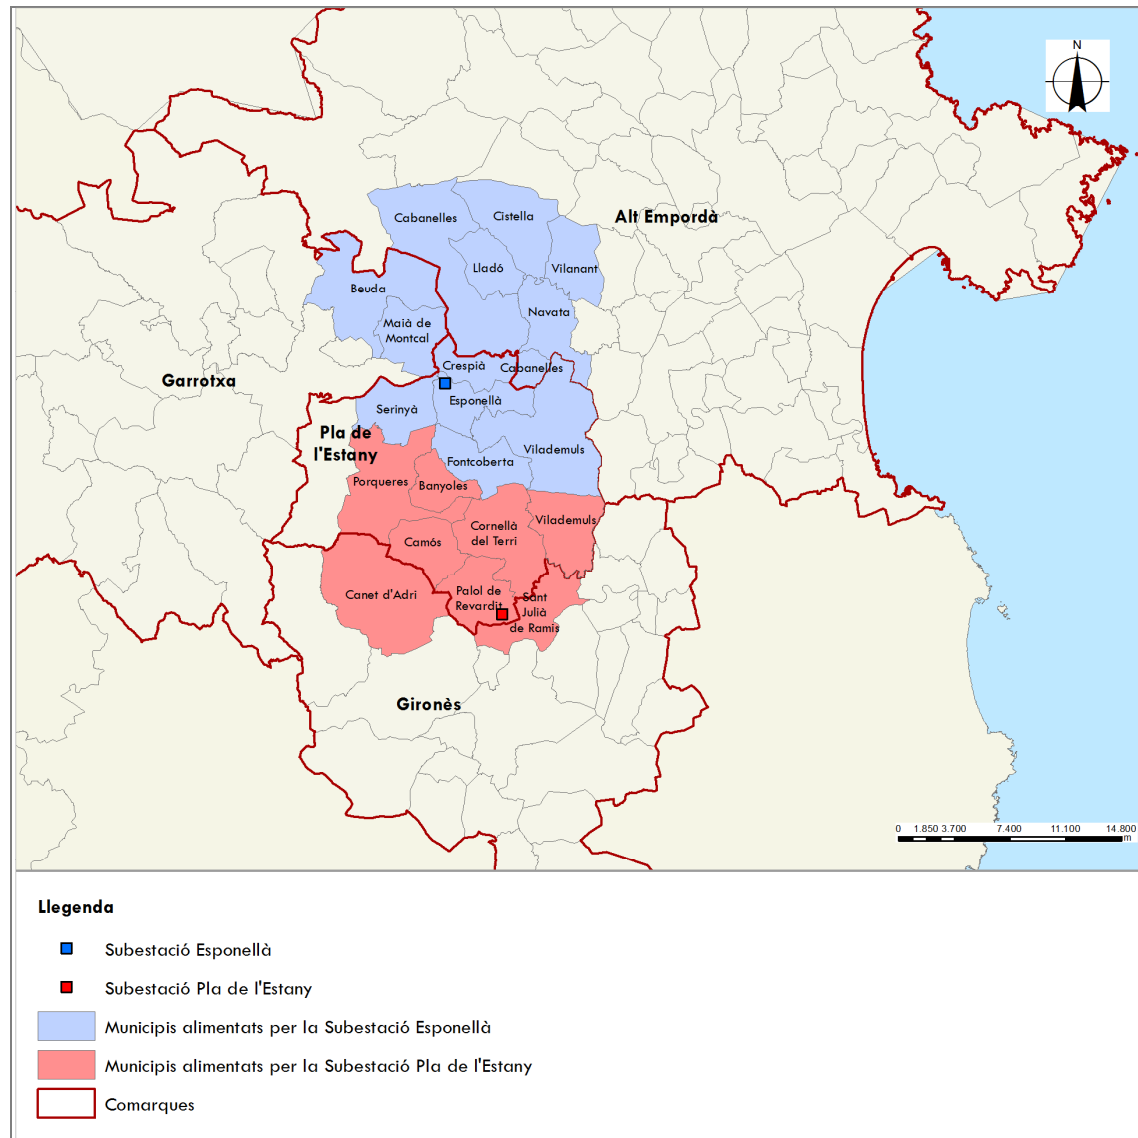 N
Cabanelles
Cistella
Alt Empordà
Lladó
Vilanant
Beuda
Navata
Maià de
Montcal
Crespià
Cabanelles
Garrotxa
Esponellà
Serinyà
Pla de
l'Estany
Vilademuls
Fontcoberta
Porqueres
Banyoles
Vilademuls
Cornellà
del Terri
Camós
Canet d'Adri
Palol de
Revardit
Sant
Julià
de Ramis
Gironès
0 1.850 3.700 7.400 11.100 14.800
m
Llegenda
Subestació Esponellà
Subestació Pla de l'Estany
Municipis alimentats per la Subestació Esponellà
Municipis alimentats per la Subestació Pla de l'Estany
Comarques